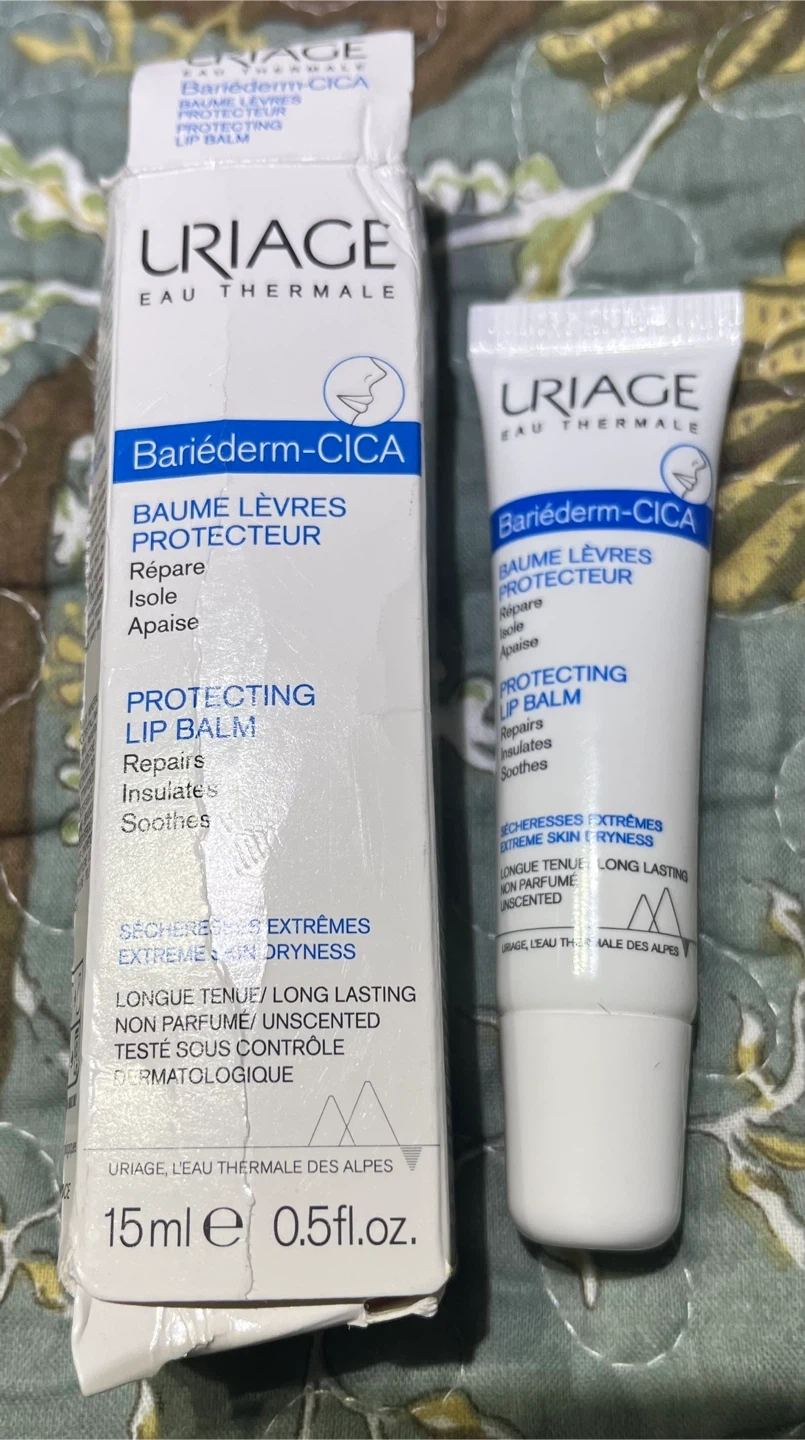 URIAGE
EAU THERMALE
Bariéderm-CICA
BAUME LÈVRES
PROTECTEUR
PROTECTING
LIP BALM
URIAGE
EAU THERMALE
Bariéderm-CICA
BAUME LÈVRES
PROTECTEUR
Répare
Isole
Apaise
PROTECTING
LIP BALM
Repairs
Insulates
Soothes
SÉCHERESSES EXTRÊMES
EXTREME SKIN DRYNESS
LONGUE TENUE/ LONG LASTING
NON PARFUMÉ/ UNSCENTED
TESTÉ SOUS CONTRÔLE
DERMATOLOGIQUE
URIAGE, L'EAU THERMALE DES ALPES
15 ml e 0.5 fl.oz.
URIAGE
EAU THERMALE
Bariéderm-CICA
BAUME LÈVRES
PROTECTEUR
Répare
Isole
Apaise
PROTECTING
LIP BALM
Repairs
Insulates
Soothes
SÉCHERESSES EXTRÊMES
EXTREME SKIN DRYNESS
LONGUE TENUE/ LONG LASTING
NON PARFUMÉ
UNSCENTED
URIAGE, L'EAU THERMALE DES ALPES